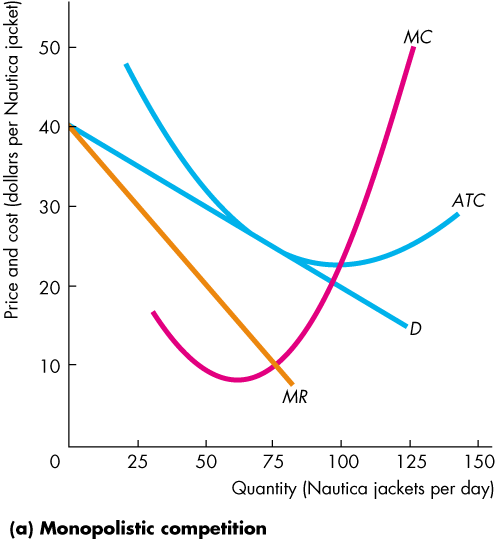 Price and cost (dollars per Nautica jacket)
50
40
30
20
10
0
25
50
75
100
125
150
MC
ATC
D
MR
Quantity (Nautica jackets per day)
(a) Monopolistic competition